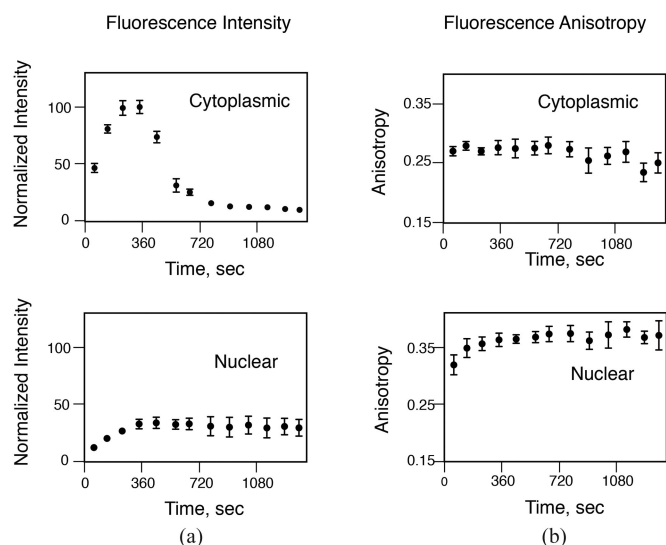 Fluorescence Intensity
Fluorescence Anisotropy
Normalized Intensity
100
50
0
Cytoplasmic
0 360 720 1080
Time, sec
Anisotropy
0.35
0.25
0.15
Cytoplasmic
0 360 720 1080
Time, sec
Normalized Intensity
100
50
0
Nuclear
0 360 720 1080
Time, sec
(a)
Anisotropy
0.35
0.25
0.15
Nuclear
0 360 720 1080
Time, sec
(b)